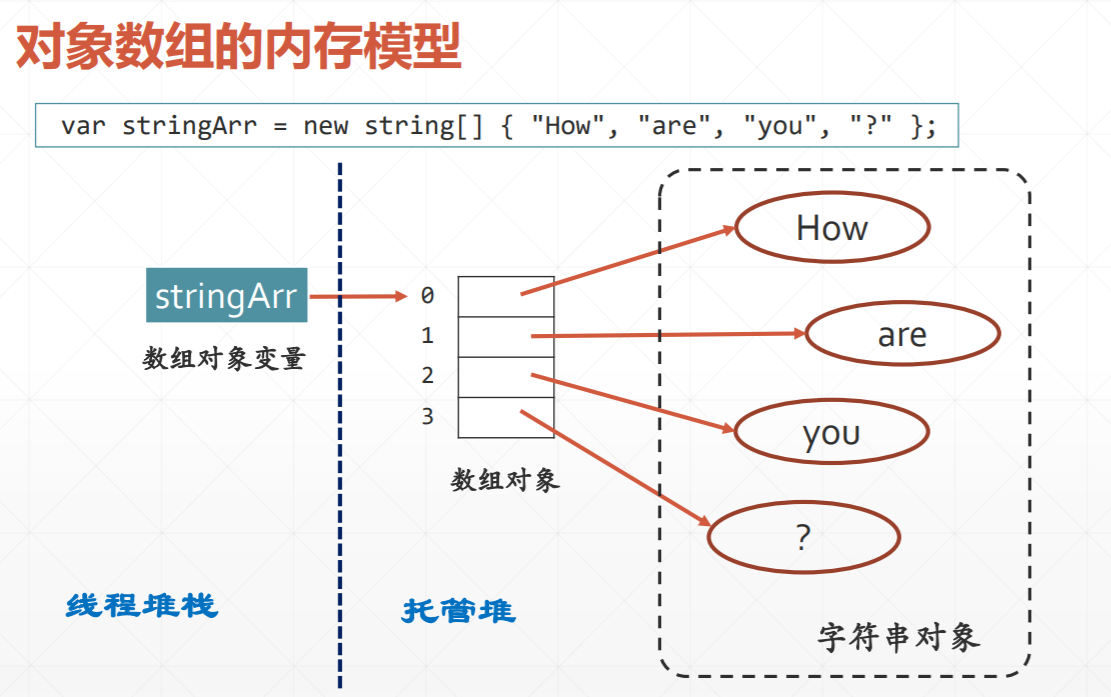 对象数组的内存模型
var stringArr = new string[] { "How", "are", "you", "?" };
How
stringArr
0
1
are
数组对象变量
2
3
you
数组对象
?
线程堆栈
托管堆
字符串对象